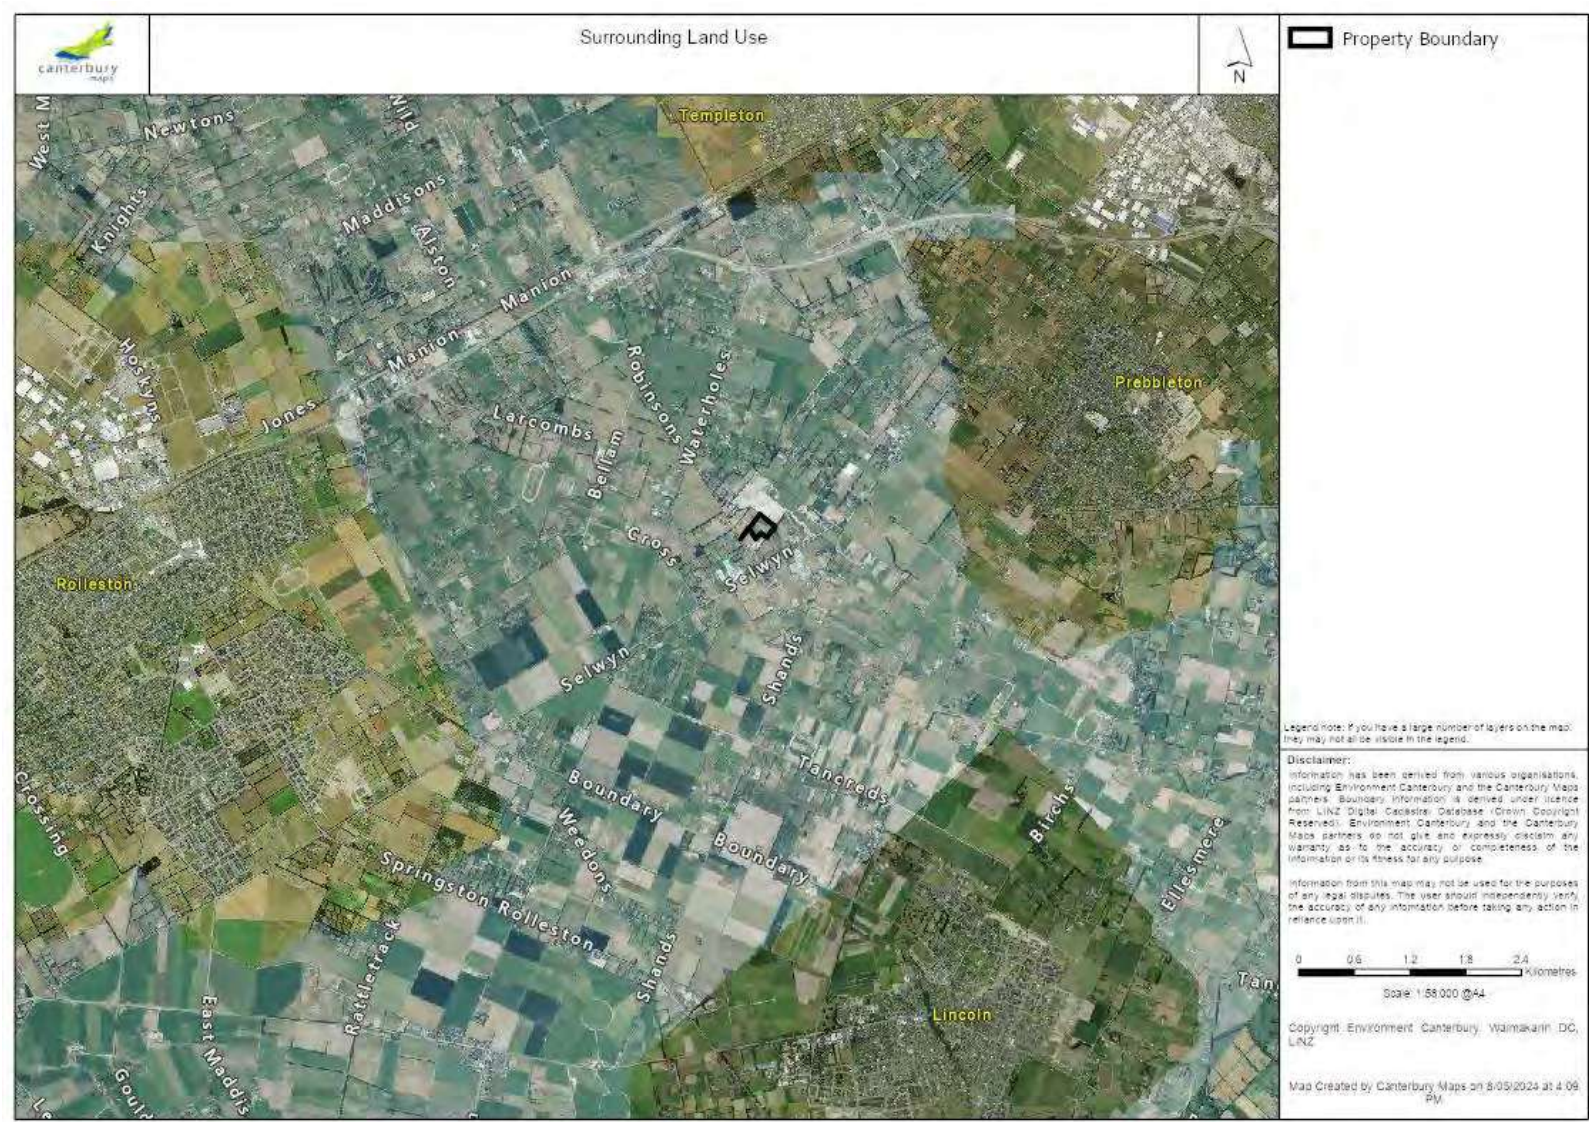 canterbury
maps
Surrounding Land Use
N
Property Boundary
West M
Newtons
Wild
Templeton
Knights
Maddisons
Alston
Manion
Manion
Hoskyns
Jones
Robinsons
Waterholes
Larcombs
Bellam
Prebbleton
Cross
Selwyn
Rolleston
Selwyn
Shands
Tancreds
Boundary
Boundary
Weedons
Birchs
Ellesmere
Crossing
Springston Rolleston
Rattletrack
Shands
East Maddis
Lincoln
Tan
Gould
Le
Legend note: If you have a large number of layers on the map,
they may not all be visible in the legend.
Disclaimer:
Information has been derived from various organisations,
including Environment Canterbury and the Canterbury Maps
partners. Boundary information is derived under licence
from LINZ Digital Cadastral Database (Crown Copyright
Reserved). Environment Canterbury and the Canterbury
Maps partners do not give and expressly disclaim any
warranty as to the accuracy or completeness of the
information or its fitness for any purpose.
Information from this map may not be used for the purposes
of any legal disputes. The user should independently verify
the accuracy of any information before taking any action in
reliance upon it.
0 0.6 1.2 1.8 2.4
Kilometres
Scale: 1:58,000 @A4
Copyright Environment Canterbury, Waimakariri DC,
LINZ
Map Created by Canterbury Maps on 8/05/2024 at 4:09
PM